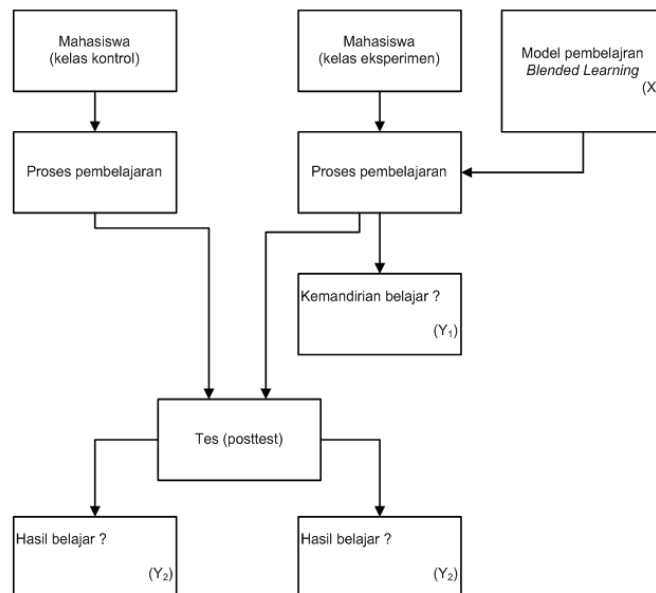 Mahasiswa
(kelas kontrol)
Mahasiswa
(kelas eksperimen)
Model pembelajran
Blended Learning
(X
Proses pembelajaran
Proses pembelajaran
Kemandirian belajar ?
(Y₁)
Tes (posttest)
Hasil belajar ?
(Y₂)
Hasil belajar ?
(Y₂)